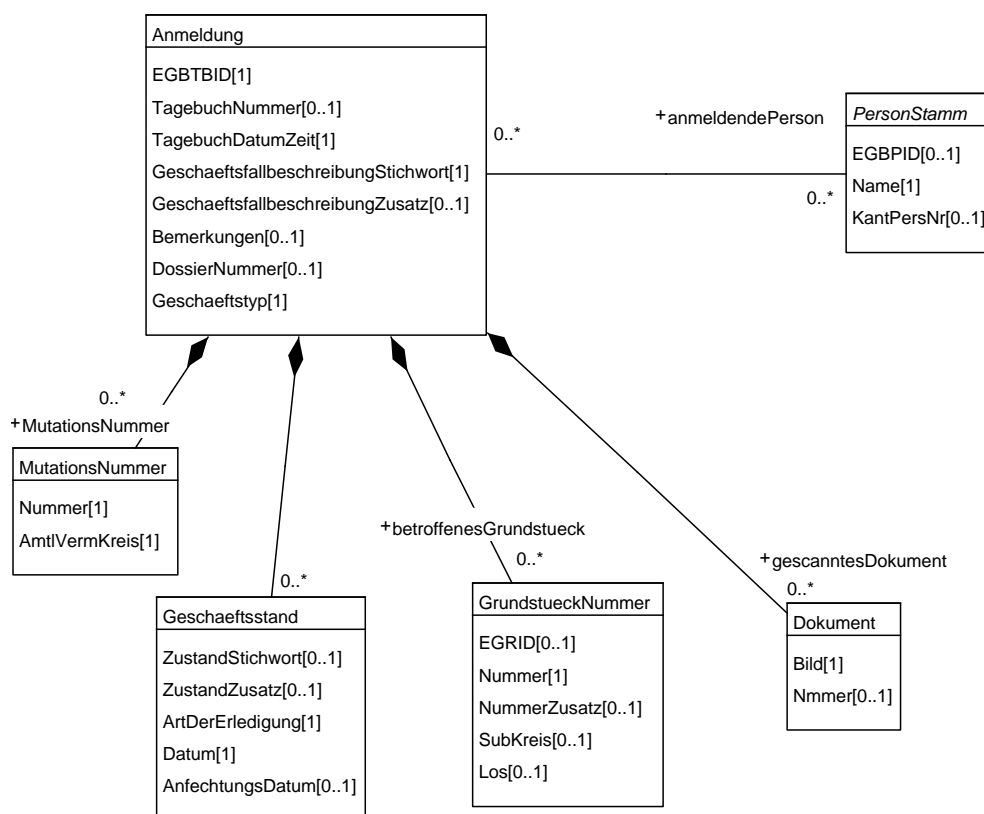 Anmeldung
EGBTBID[1]
TagebuchNummer[0..1]
TagebuchDatumZeit[1]
GeschaeftsfallbeschreibungStichwort[1]
GeschaeftsfallbeschreibungZusatz[0..1]
Bemerkungen[0..1]
DossierNummer[0..1]
Geschaeftstyp[1]
0..*
+anmeldendePerson
0..*
PersonStamm
EGBPID[0..1]
Name[1]
KantPersNr[0..1]
0..*
+MutationsNummer
MutationsNummer
Nummer[1]
AmtlVermKreis[1]
0..*
Geschaeftsstand
ZustandStichwort[0..1]
ZustandZusatz[0..1]
ArtDerErledigung[1]
Datum[1]
AnfechtungsDatum[0..1]
+betroffenesGrundstueck
0..*
GrundstueckNummer
EGRID[0..1]
Nummer[1]
NummerZusatz[0..1]
SubKreis[0..1]
Los[0..1]
+gescanntesDokument
0..*
Dokument
Bild[1]
Nmmer[0..1]